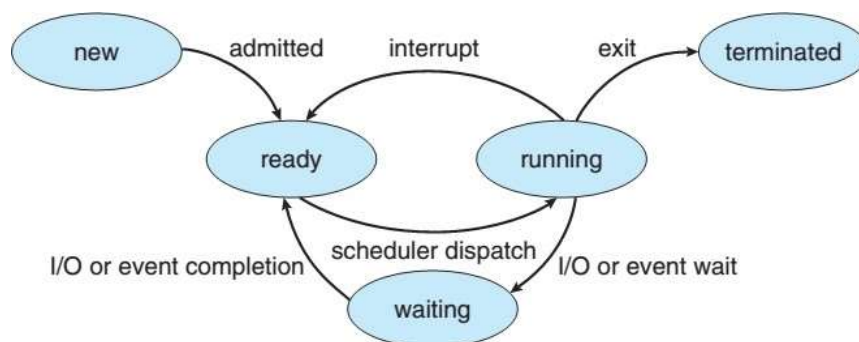 new
admitted
interrupt
exit
terminated
ready
running
scheduler dispatch
I/O or event completion
I/O or event wait
waiting